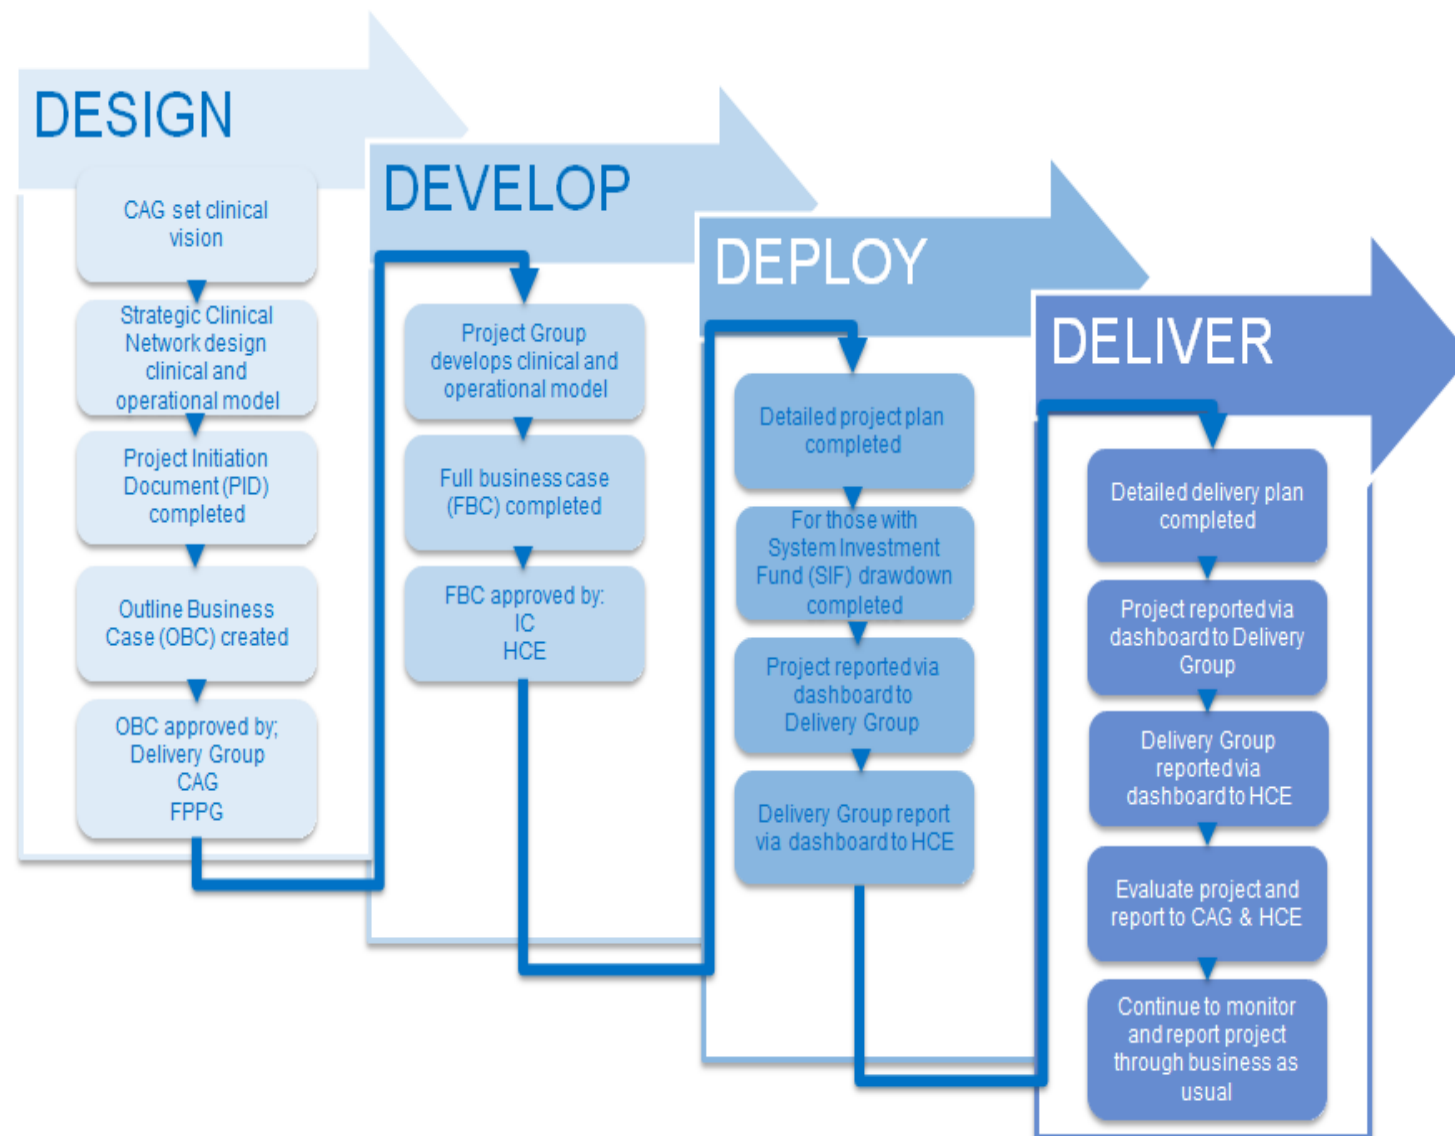 DESIGN
CAG set clinical
vision
Strategic Clinical
Network design
clinical and
operational model
Project Initiation
Document (PID)
completed
Outline Business
Case (OBC) created
OBC approved by;
Delivery Group
CAG
FPPG
DEVELOP
Project Group
develops clinical and
operational model
Full business case
(FBC) completed
FBC approved by:
IC
HCE
DEPLOY
Detailed project plan
completed
For those with
System Investment
Fund (SIF) drawdown
completed
Project reported via
dashboard to
Delivery Group
Delivery Group report
via dashboard to HCE
DELIVER
Detailed delivery plan
completed
Project reported via
dashboard to Delivery
Group
Delivery Group
reported via
dashboard to HCE
Evaluate project and
report to CAG & HCE
Continue to monitor
and report project
through business as
usual